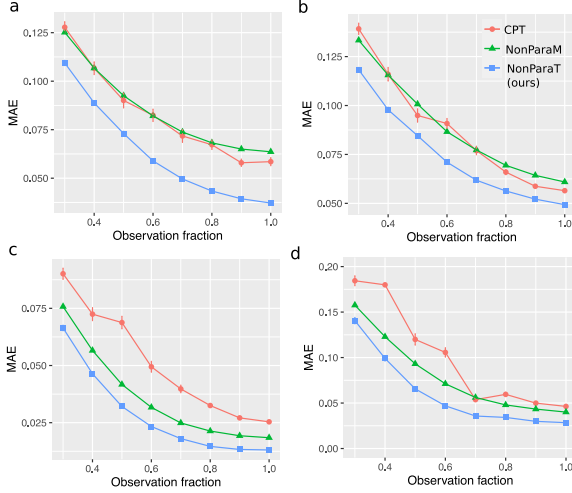 a
0.125
0.100
0.075
0.050
MAE
0.4
0.6
0.8
1.0
Observation fraction
b
0.125
0.100
0.075
0.050
MAE
CPT
NonParaM
NonParaT
(ours)
0.4
0.6
0.8
1.0
Observation fraction
c
0.075
0.050
0.025
MAE
0.4
0.6
0.8
1.0
Observation fraction
d
0,20
0,15
0,10
0,05
0,00
MAE
0.4
0.6
0.8
1.0
Observation faction